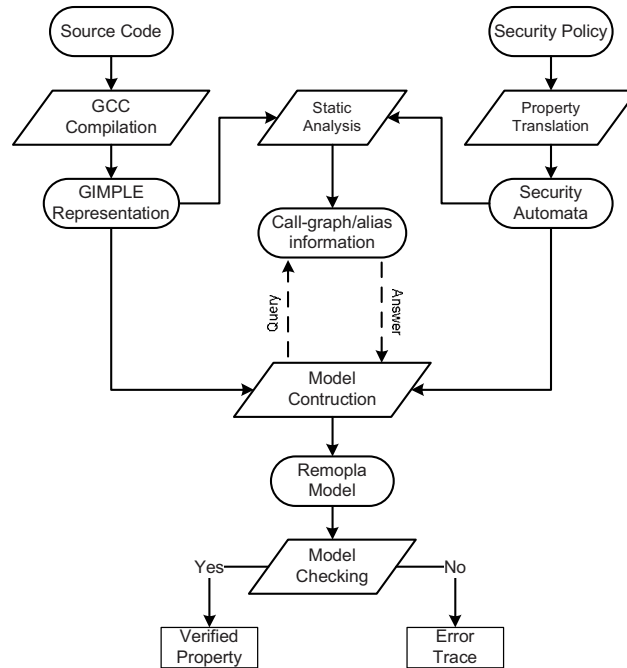 Source Code
Security Policy
GCC
Compilation
Static
Analysis
Property
Translation
GIMPLE
Representation
Security
Automata
Call-graph/alias
information
Query
Answer
Model
Contruction
Remopla
Model
Model
Checking
Yes
No
Verified
Property
Error
Trace